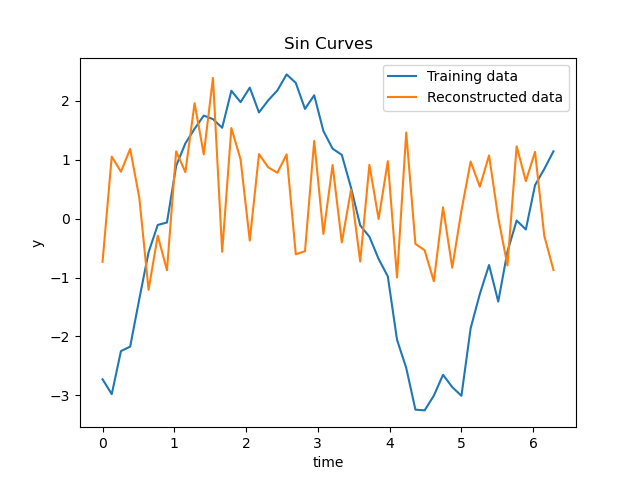 Sin Curves
Training data
Reconstructed data
2
1
0
−1
−2
−3
y
0 1 2 3 4 5 6
time